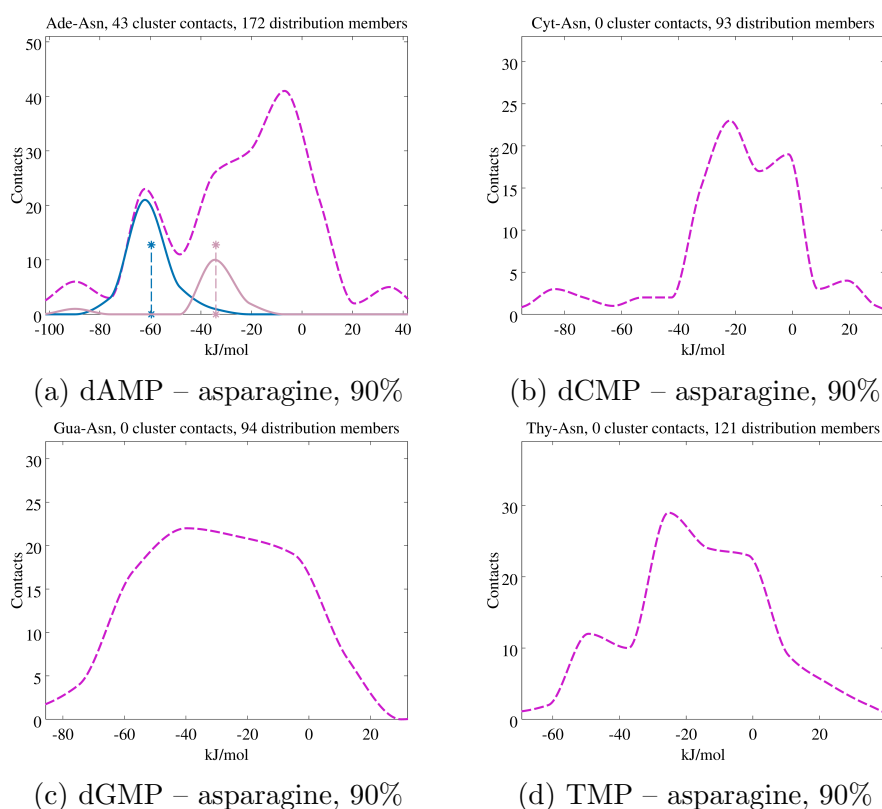 Ade-Asn, 43 cluster contacts, 172 distribution members
50
40
30
20
10
0
Contacts
-100 -80 -60 -40 -20 0 20 40
kJ/mol
(a) dAMP – asparagine, 90%
Cyt-Asn, 0 cluster contacts, 93 distribution members
30
25
20
15
10
5
0
Contacts
-80 -60 -40 -20 0 20
kJ/mol
(b) dCMP – asparagine, 90%
Gua-Asn, 0 cluster contacts, 94 distribution members
30
25
20
15
10
5
0
Contacts
-80 -60 -40 -20 0 20
kJ/mol
(c) dGMP – asparagine, 90%
Thy-Asn, 0 cluster contacts, 121 distribution members
30
20
10
0
Contacts
-60 -40 -20 0 20
kJ/mol
(d) TMP – asparagine, 90%